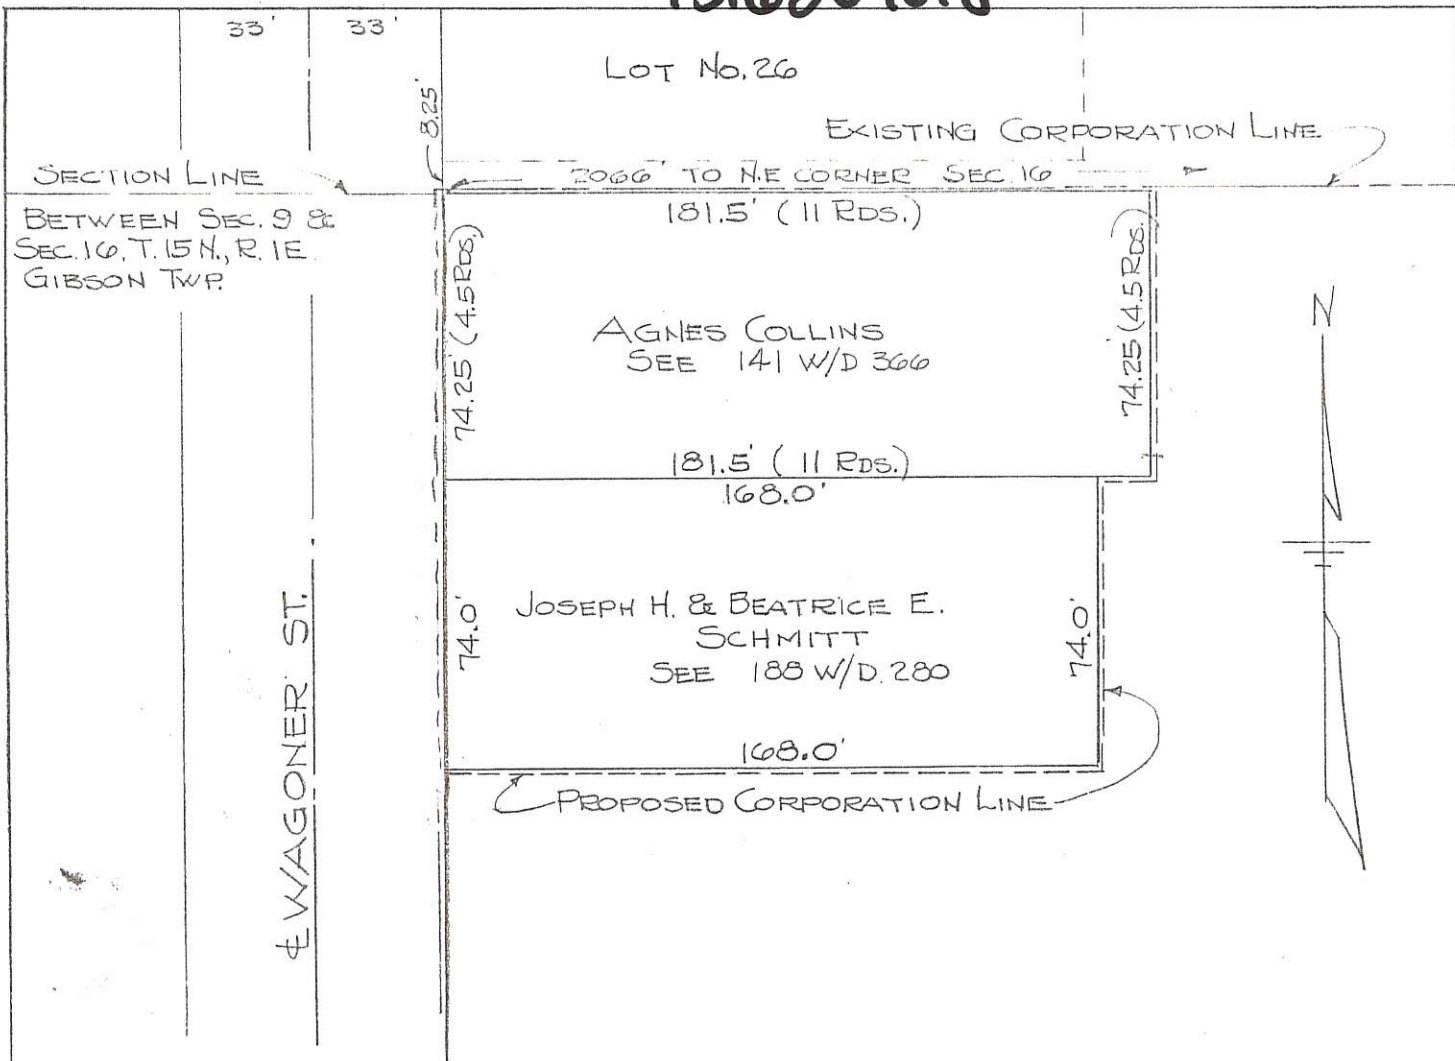 33'
33'
LOT NO. 26
8.25'
EXISTING CORPORATION LINE
SECTION LINE
2066' TO N.E CORNER SEC. 16
BETWEEN SEC. 9 &
SEC. 16, T. 15 N., R. 1E
GIBSON TWP.
181.5' (11 RDS.)
74.25' (4.5 RDS.)
74.25' (4.5 RDS.)
N
AGNES COLLINS
SEE 141 W/D 366
181.5' (11 RDS.)
168.0'
JOSEPH H. & BEATRICE E.
SCHMITT
SEE 188 W/D. 280
74.0'
74.0'
168.0'
PROPOSED CORPORATION LINE
℄ WAGONER ST.